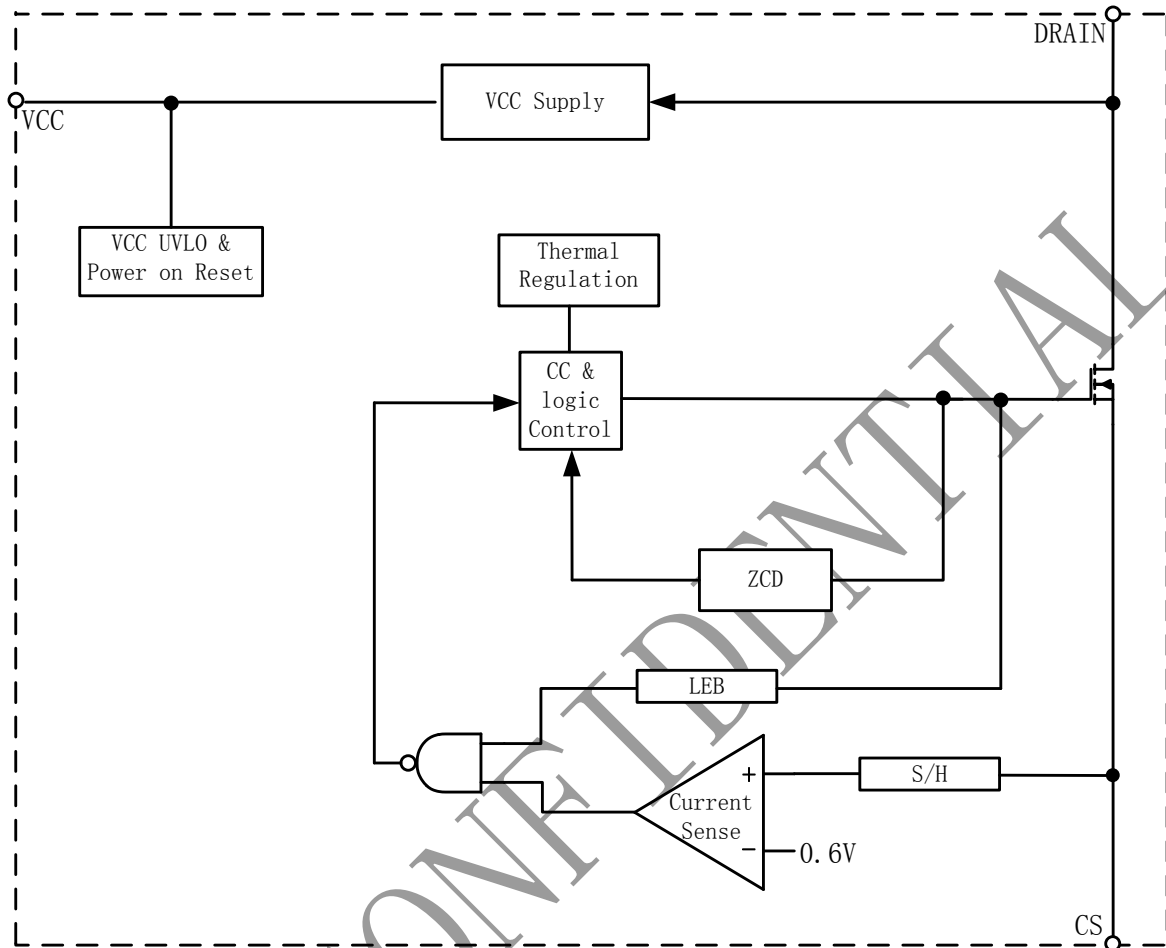 DRAIN
VCC
VCC Supply
VCC UVLO &
Power on Reset
Thermal
Regulation
CC &
logic
Control
ZCD
LEB
S/H
+
Current
Sense
−
0.6V
CS
ONFIDENTIAL